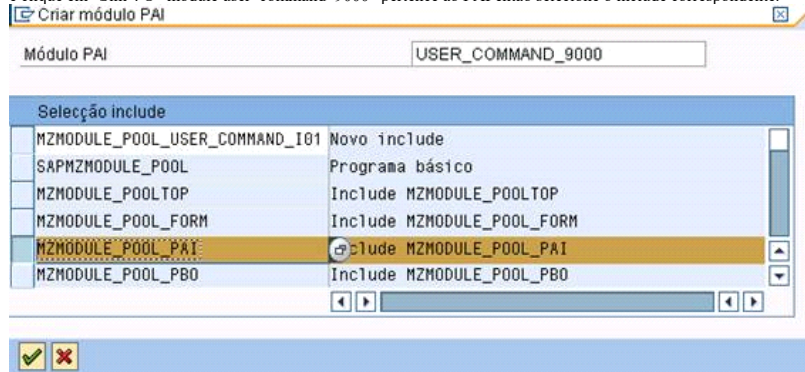 Criar módulo PAI
Módulo PAI USER_COMMAND_9000
Selecção include
MZMODULE_POOL_USER_COMMAND_I01 Novo include
SAPMZMODULE_POOL Programa básico
MZMODULE_POOLTOP Include MZMODULE_POOLTOP
MZMODULE_POOL_FORM Include MZMODULE_POOL_FORM
MZMODULE_POOL_PAI clude MZMODULE_POOL_PAI
MZMODULE_POOL_PBO Include MZMODULE_POOL_PBO